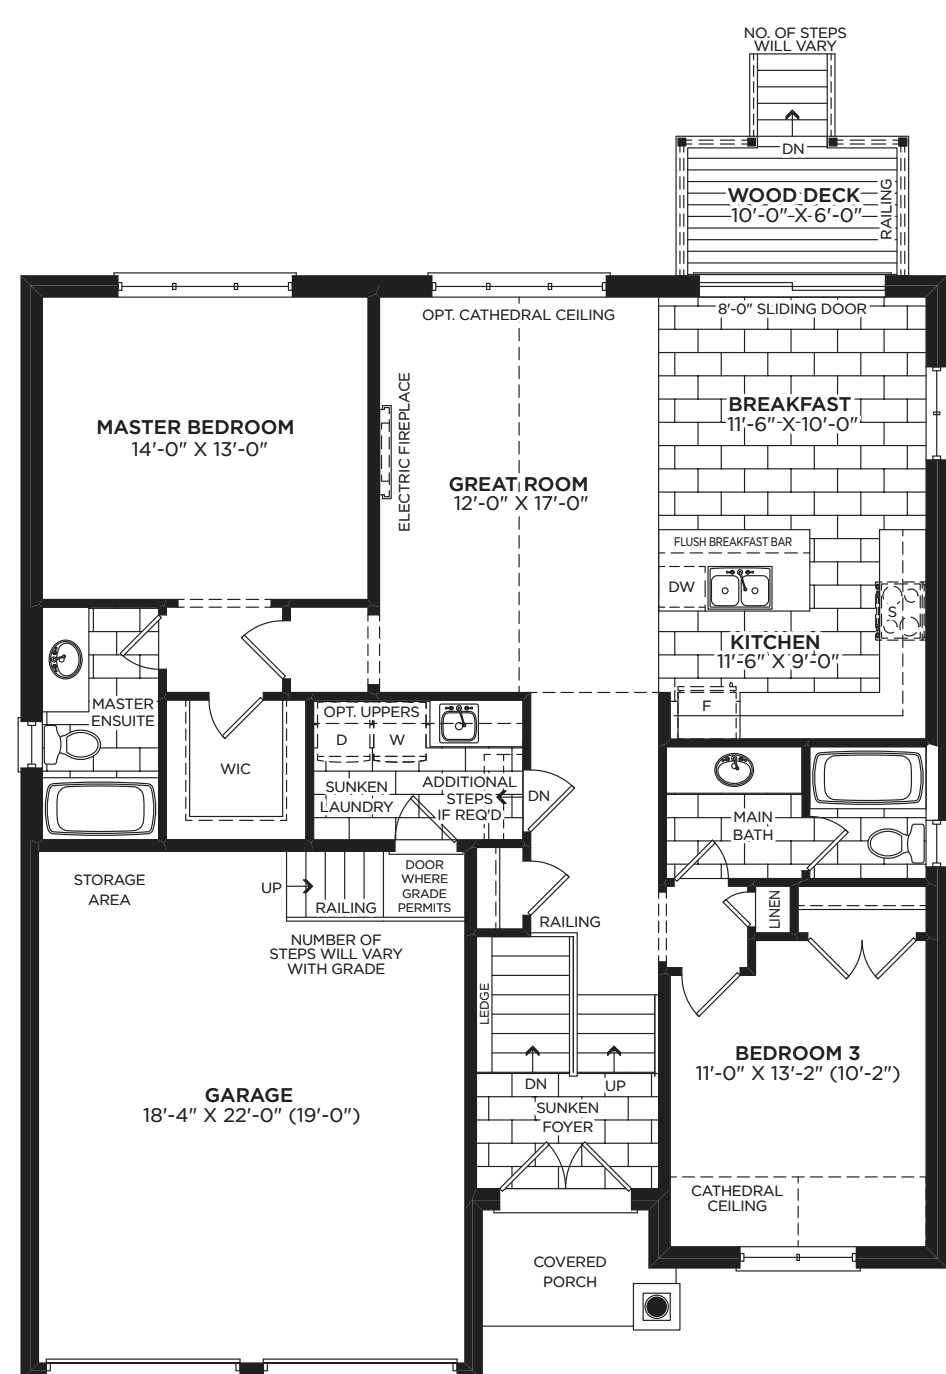 NO. OF STEPS
WILL VARY
DN
WOOD DECK
10'-0" X 6'-0"
RAILING
OPT. CATHEDRAL CEILING
8'-0" SLIDING DOOR
MASTER BEDROOM
14'-0" X 13'-0"
ELECTRIC FIREPLACE
GREAT ROOM
12'-0" X 17'-0"
BREAKFAST
11'-6" X 10'-0"
FLUSH BREAKFAST BAR
DW
S
KITCHEN
11'-6" X 9'-0"
F
MASTER
ENSUITE
WIC
OPT. UPPERS
D
W
SUNKEN
LAUNDRY
ADDITIONAL
STEPS
IF REQ'D
DN
MAIN
BATH
STORAGE
AREA
UP
RAILING
DOOR
WHERE
GRADE
PERMITS
NUMBER OF
STEPS WILL VARY
WITH GRADE
RAILING
LINEN
LEDGE
DN
UP
SUNKEN
FOYER
BEDROOM 3
11'-0" X 13'-2" (10'-2")
GARAGE
18'-4" X 22'-0" (19'-0")
CATHEDRAL
CEILING
COVERED
PORCH